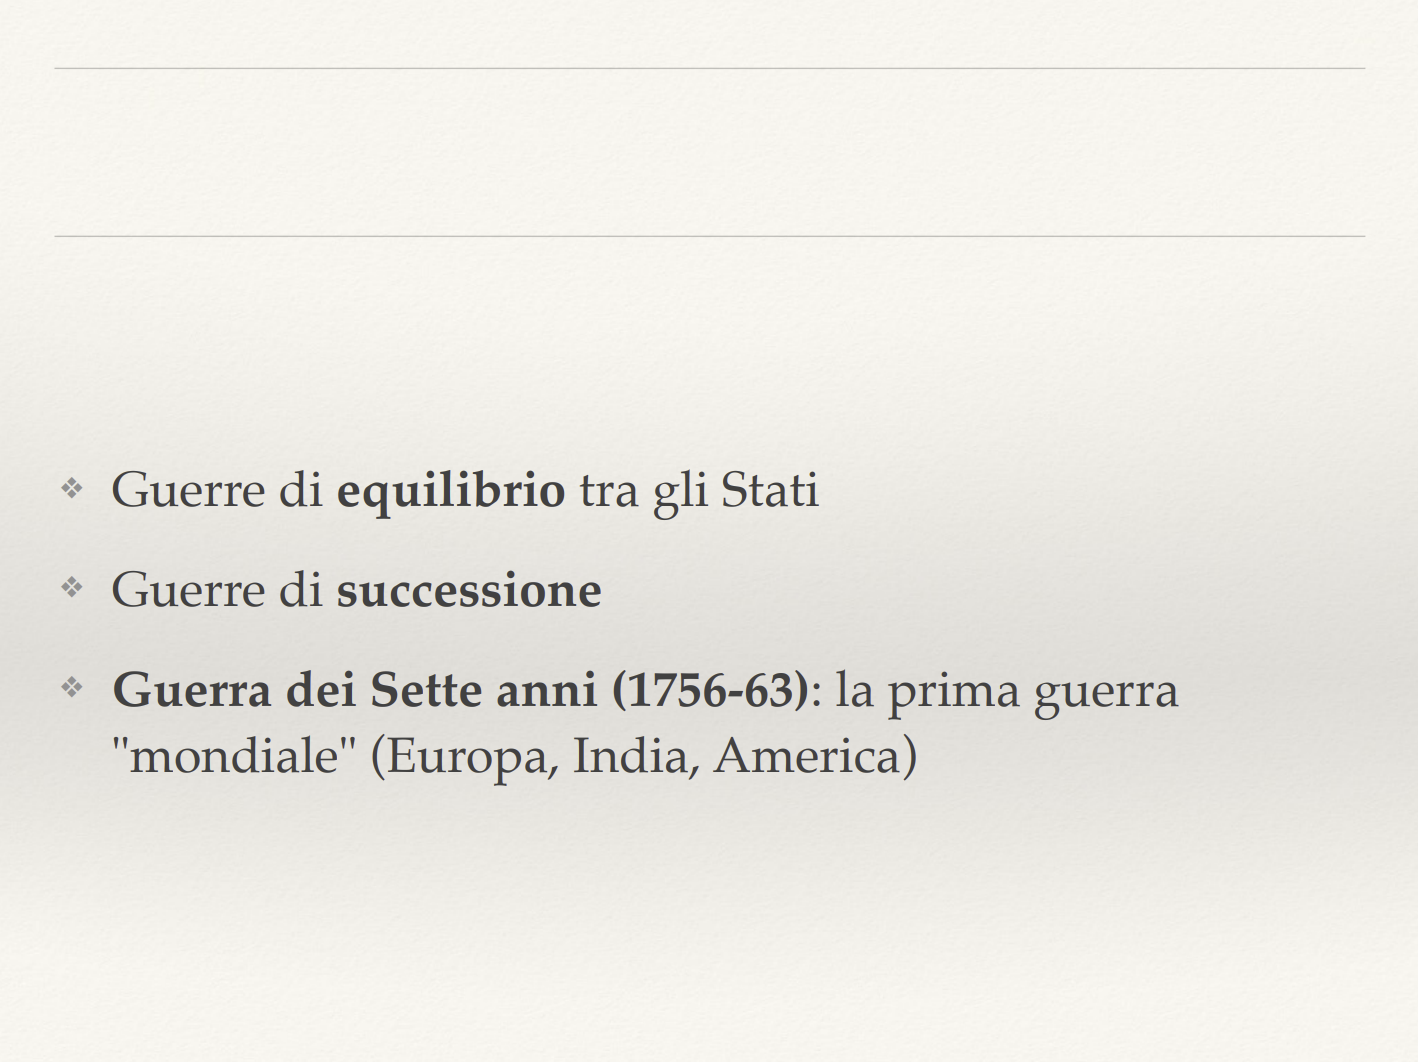 Guerre di equilibrio tra gli Stati
Guerre di successione
Guerra dei Sette anni (1756-63): la prima guerra
"mondiale" (Europa, India, America)